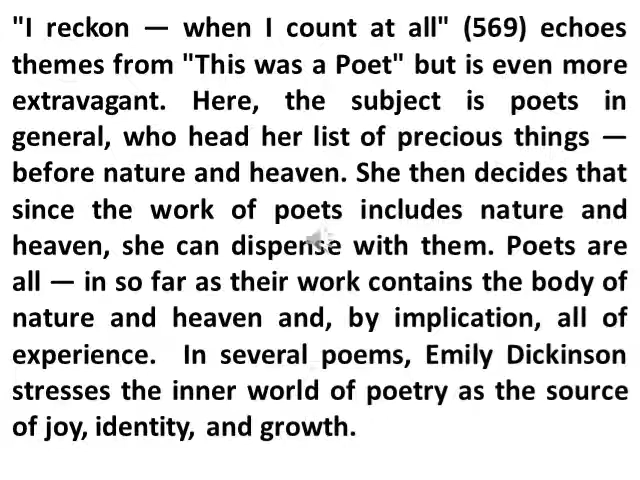 "I reckon — when I count at all" (569) echoes
themes from "This was a Poet" but is even more
extravagant. Here, the subject is poets in
general, who head her list of precious things —
before nature and heaven. She then decides that
since the work of poets includes nature and
heaven, she can dispense with them. Poets are
all — in so far as their work contains the body of
nature and heaven and, by implication, all of
experience. In several poems, Emily Dickinson
stresses the inner world of poetry as the source
of joy, identity, and growth.